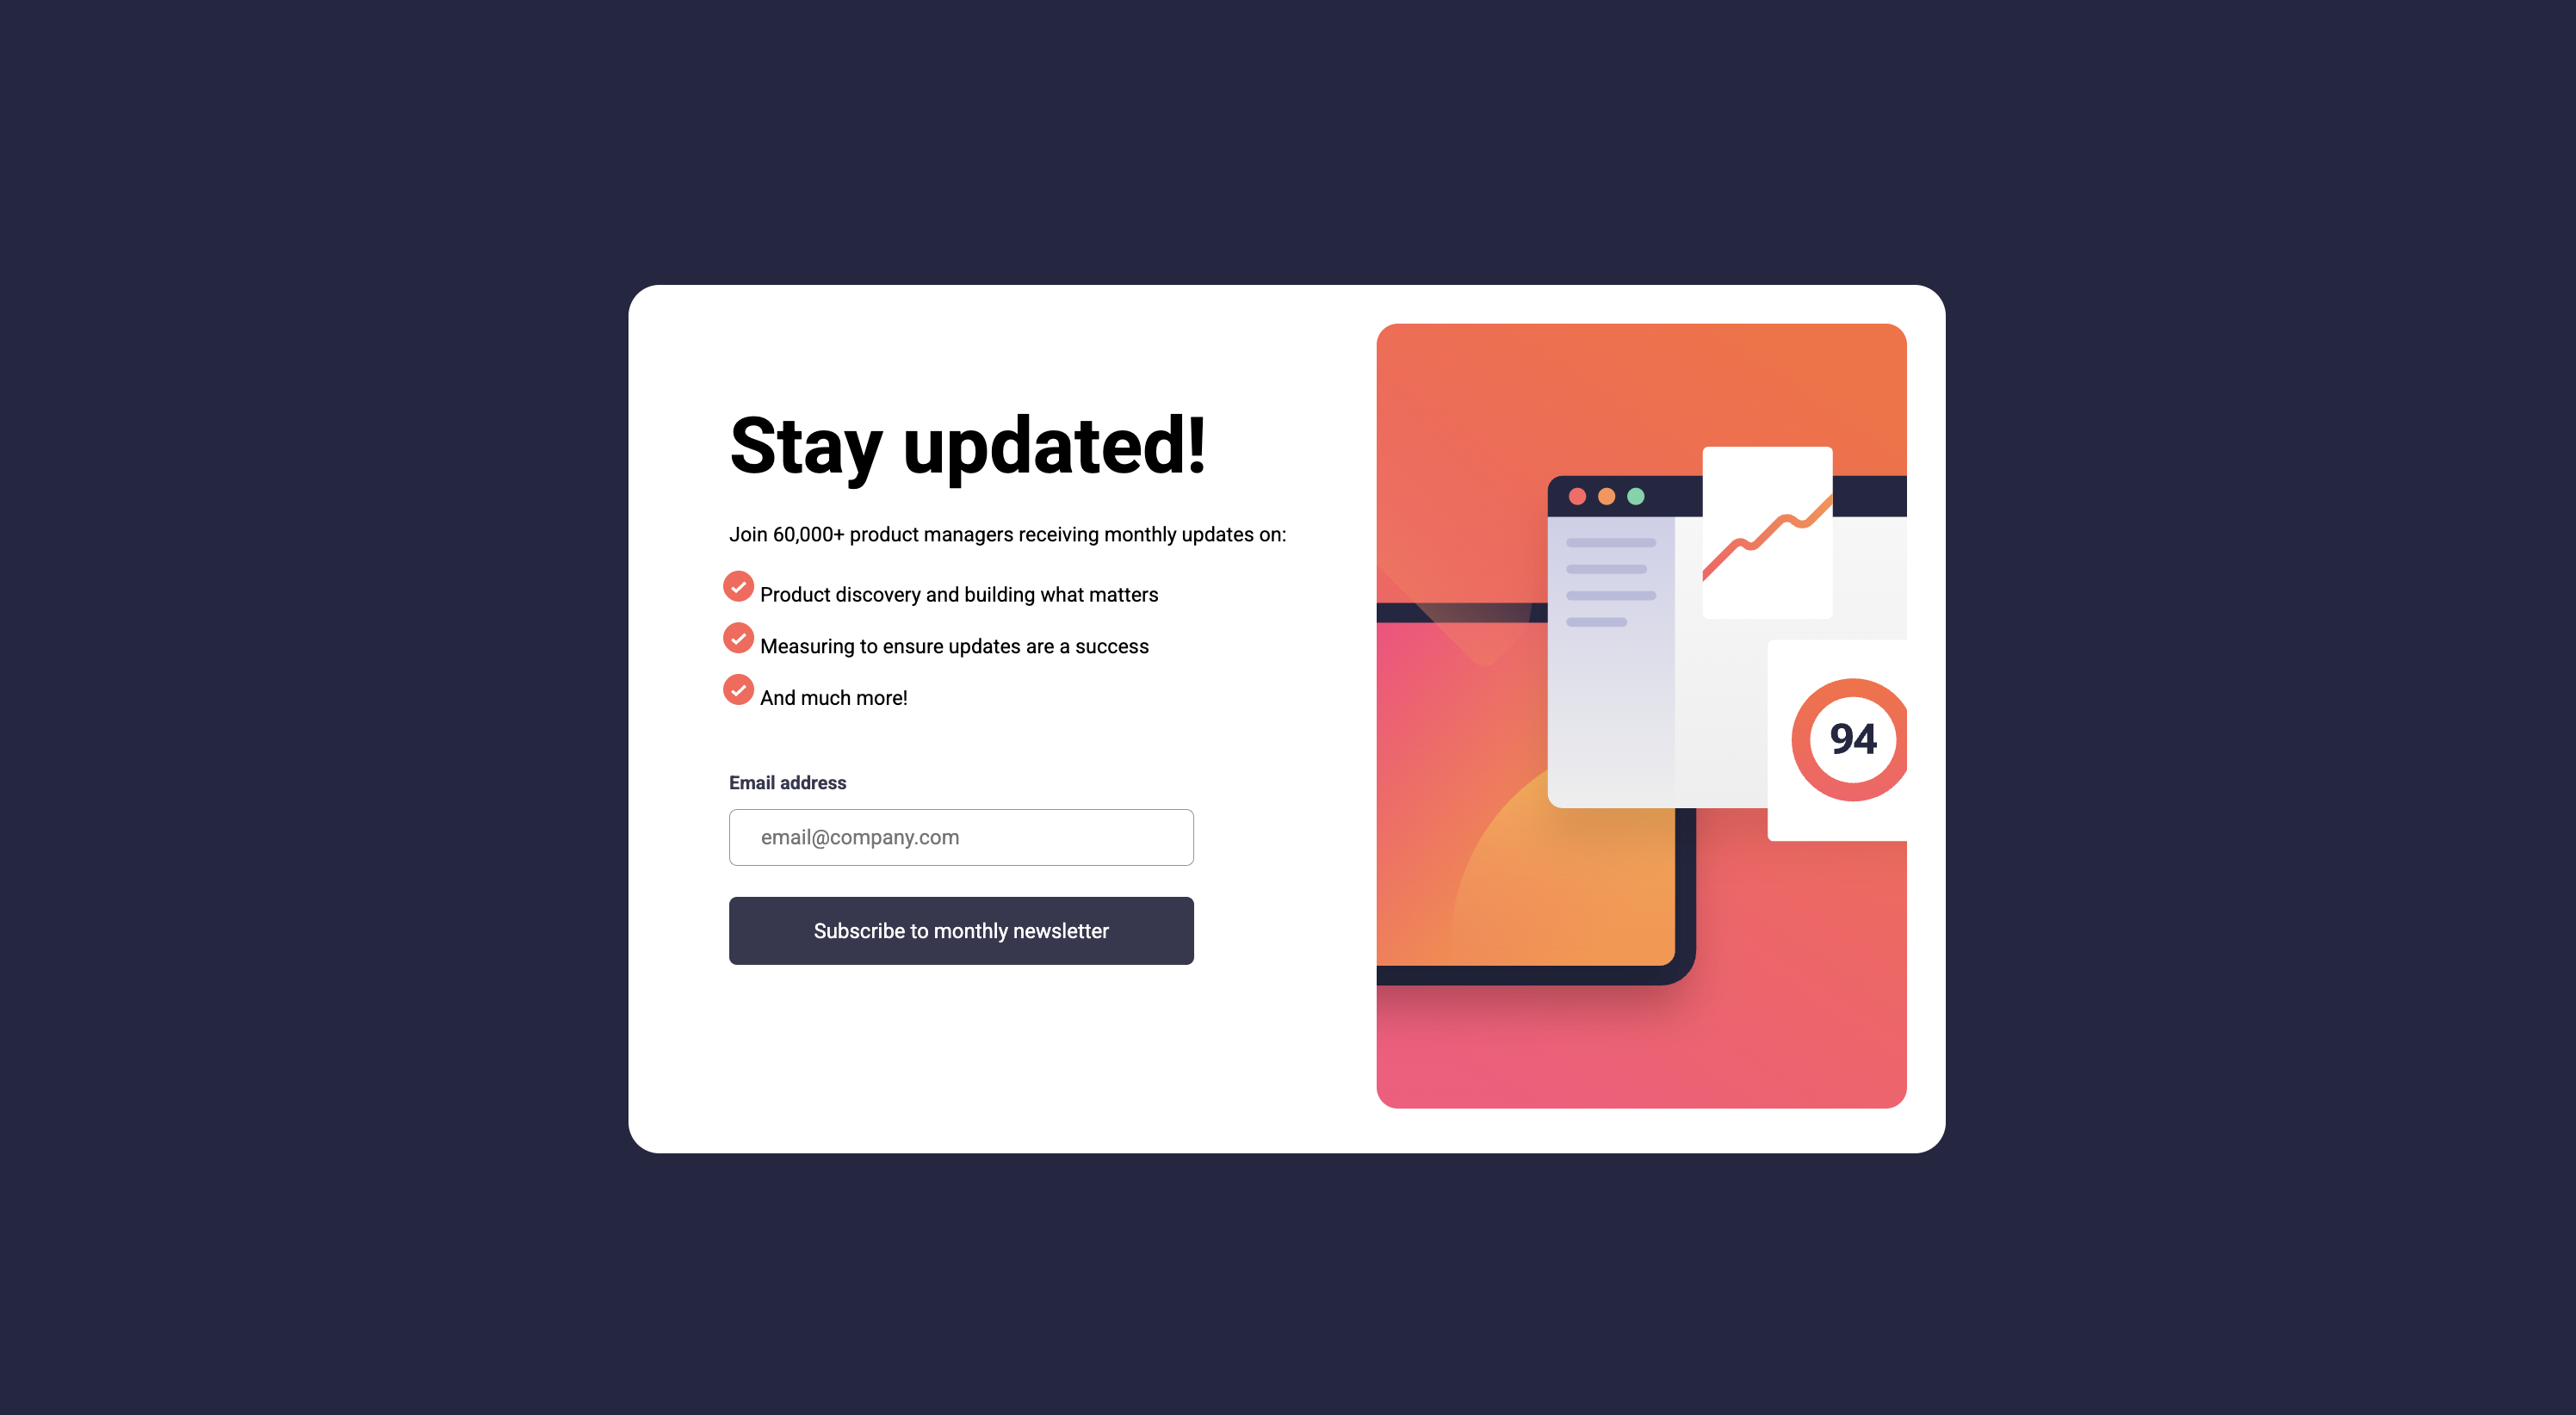 Stay updated!
Join 60,000+ product managers receiving monthly updates on:
Product discovery and building what matters
Measuring to ensure updates are a success
And much more!
Email address
email@company.com
Subscribe to monthly newsletter
94